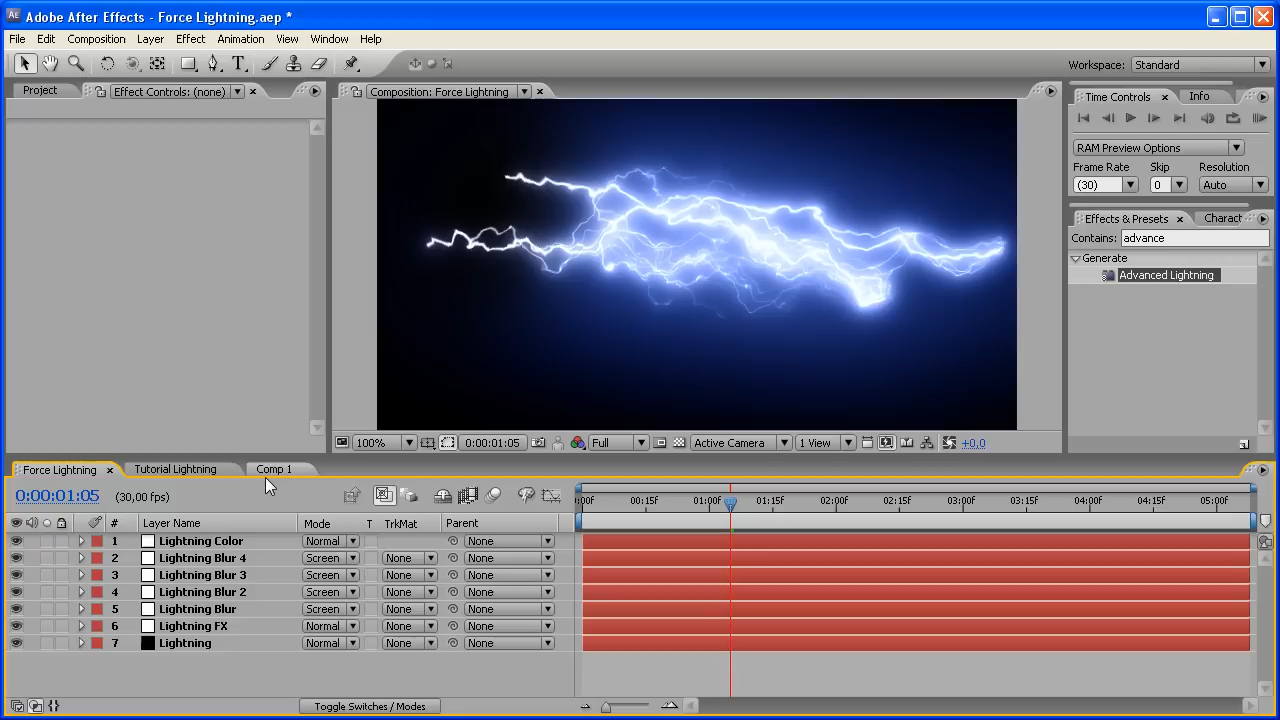 Adobe After Effects - Force Lightning.aep *
File Edit Composition Layer Effect Animation View Window Help
Workspace: Standard
Project Effect Controls: (none)
Composition: Force Lightning
Time Controls Info
RAM Preview Options
Frame Rate Skip Resolution
(30) 0 Auto
Effects & Presets Charact
Contains: advance
Generate
Advanced Lightning
100% 0:00:01:05 Full Active Camera 1 View +0,0
Force Lightning Tutorial Lightning Comp 1
0:00:01:05 (30,00 fps)
:00f 00:15f 01:00f 01:15f 02:00f 02:15f 03:00f 03:15f 04:00f 04:15f 05:00f
# Layer Name Mode T TrkMat Parent
1 Lightning Color Normal None
2 Lightning Blur 4 Screen None None
3 Lightning Blur 3 Screen None None
4 Lightning Blur 2 Screen None None
5 Lightning Blur Screen None None
6 Lightning FX Normal None None
7 Lightning Normal None None
Toggle Switches / Modes